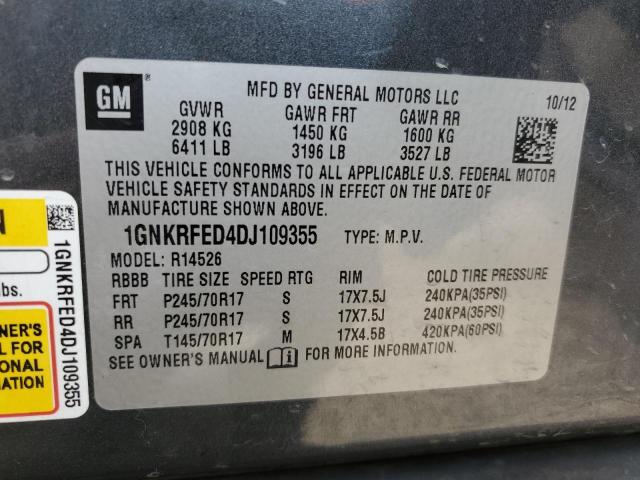 GM
®
MFD BY GENERAL MOTORS LLC 10/12
GVWR GAWR FRT GAWR RR
2908 KG 1450 KG 1600 KG
6411 LB 3196 LB 3527 LB
THIS VEHICLE CONFORMS TO ALL APPLICABLE U.S. FEDERAL MOTOR
VEHICLE SAFETY STANDARDS IN EFFECT ON THE DATE OF
MANUFACTURE SHOWN ABOVE.
1GNKRFED4DJ109355 TYPE: M.P.V.
MODEL: R14526
RBBB TIRE SIZE SPEED RTG RIM COLD TIRE PRESSURE
FRT P245/70R17 S 17X7.5J 240KPA(35PSI)
RR P245/70R17 S 17X7.5J 240KPA(35PSI)
SPA T145/70R17 M 17X4.5B 420KPA(60PSI)
SEE OWNER'S MANUAL i FOR MORE INFORMATION.
N
lbs.
WNER'S
L FOR
IONAL
MATION
1GNKRFED4DJ109355